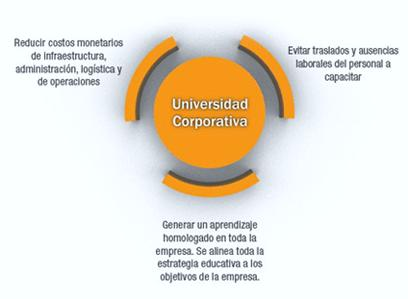 Reducir costos monetarios
de infraestructura,
administración, logística y
de operaciones
Evitar traslados y ausencias
laborales del personal a
capacitar
Universidad
Corporativa
Generar un aprendizaje
homologado en toda la
empresa. Se alinea toda la
estrategia educativa a los
objetivos de la empresa.